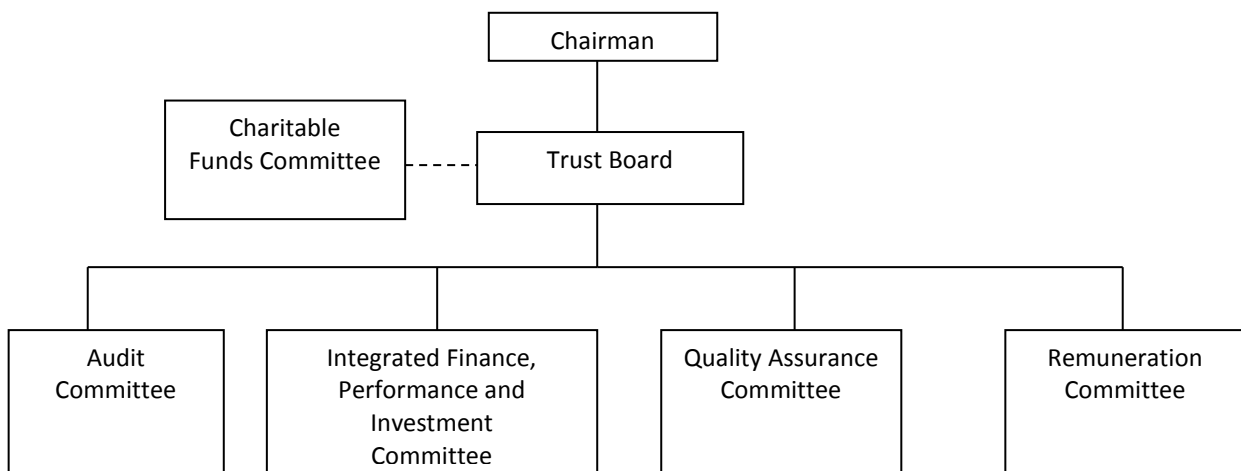 Chairman
Charitable
Funds Committee
Trust Board
Audit
Committee
Integrated Finance,
Performance and
Investment
Committee
Quality Assurance
Committee
Remuneration
Committee